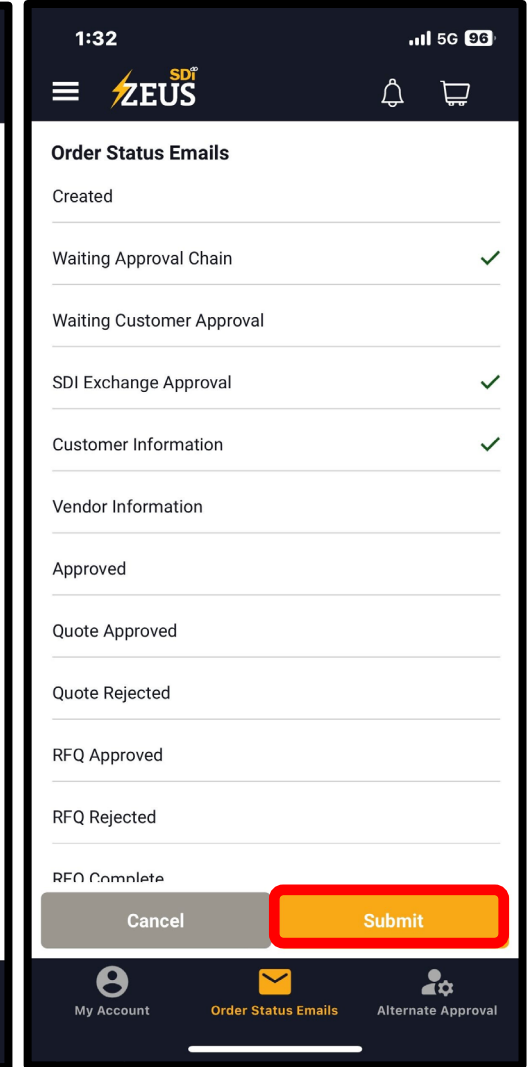 1:32 5G 96
SDI
ZEUS
Order Status Emails
Created
Waiting Approval Chain
Waiting Customer Approval
SDI Exchange Approval
Customer Information
Vendor Information
Approved
Quote Approved
Quote Rejected
RFQ Approved
RFQ Rejected
RFQ Complete
Cancel Submit
My Account Order Status Emails Alternate Approval